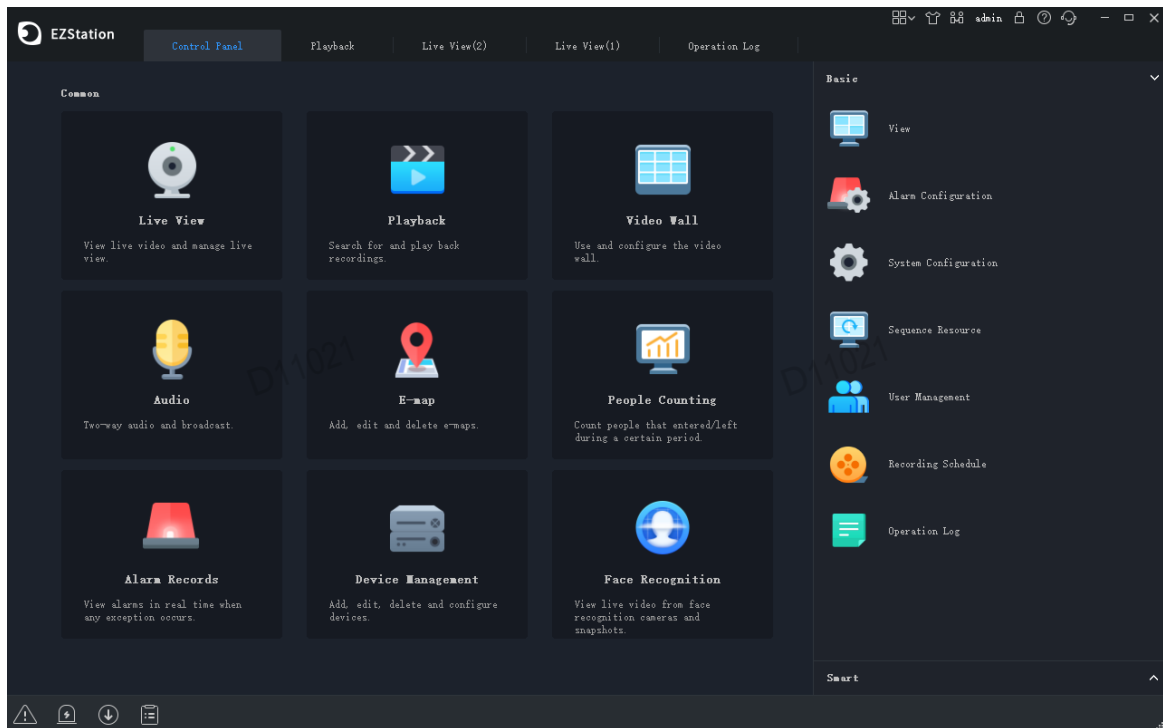 EZStation
admin
Control Panel
Playback
Live View(2)
Live View(1)
Operation Log
Common
Live View
View live video and manage live
view.
Playback
Search for and play back
recordings.
Video Wall
Use and configure the video
wall.
Audio
Two-way audio and broadcast.
E-map
Add, edit and delete e-maps.
People Counting
Count people that entered/left
during a certain period.
Alarm Records
View alarms in real time when
any exception occurs.
Device Management
Add, edit, delete and configure
devices.
Face Recognition
View live video from face
recognition cameras and
snapshots.
D11021
D11021
Basic
View
Alarm Configuration
System Configuration
Sequence Resource
User Management
Recording Schedule
Operation Log
Smart